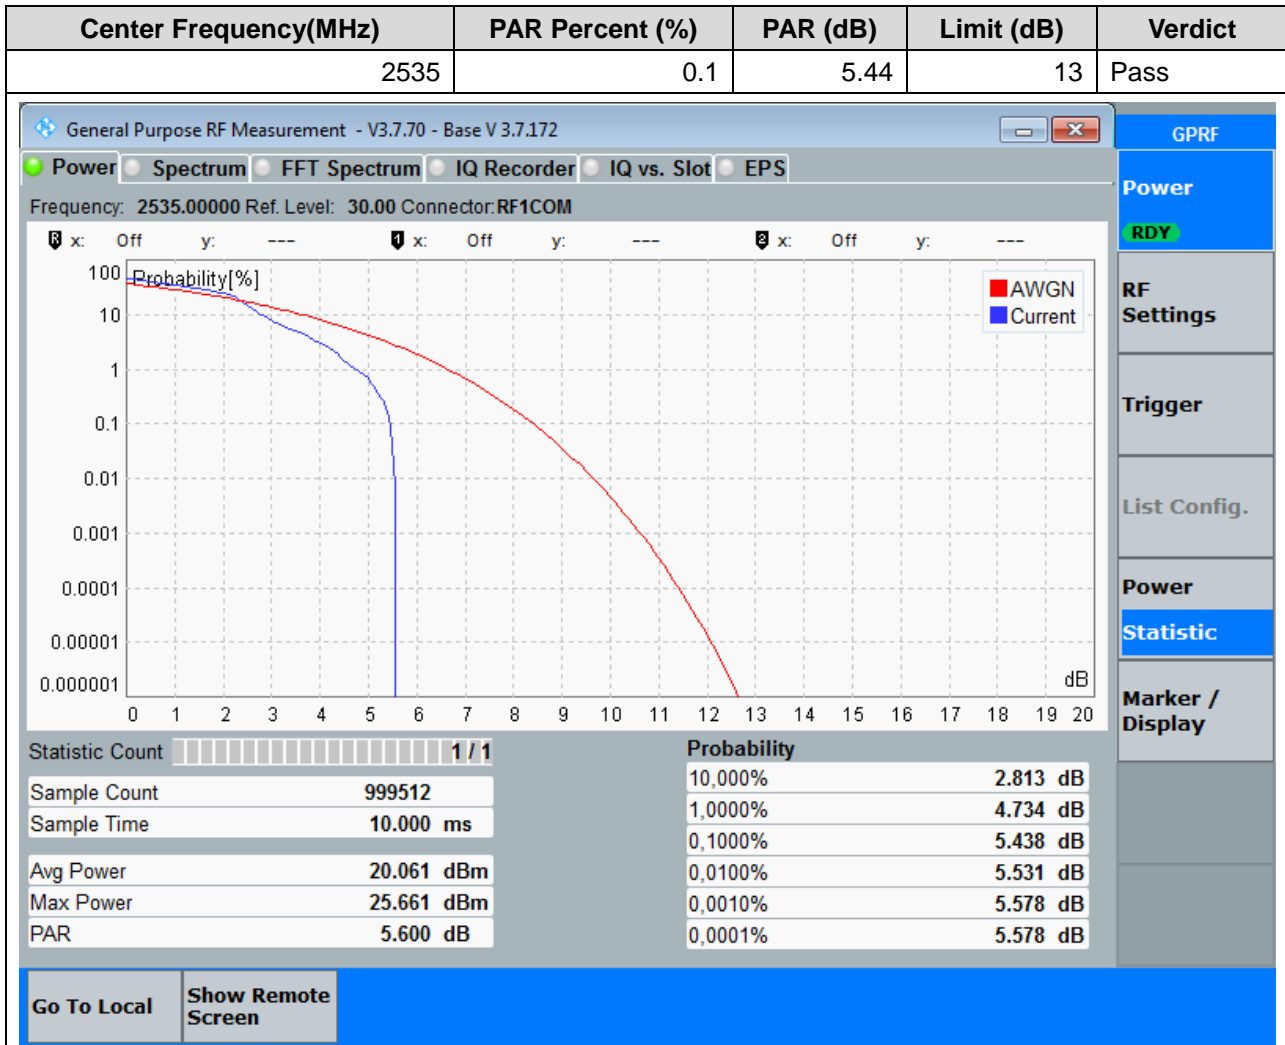 Center Frequency(MHz) PAR Percent (%) PAR (dB) Limit (dB) Verdict
2535 0.1 5.44 13 Pass
General Purpose RF Measurement - V3.7.70 - Base V 3.7.172
GPRF
Power Spectrum FFT Spectrum IQ Recorder IQ vs. Slot EPS
Frequency: 2535.00000 Ref. Level: 30.00 Connector: RF1COM
R x: Off y: --- 1 x: Off y: --- 2 x: Off y: ---
Probability[%]
100
10
1
0.1
0.01
0.001
0.0001
0.00001
0.000001
AWGN
Current
dB
0 1 2 3 4 5 6 7 8 9 10 11 12 13 14 15 16 17 18 19 20
Statistic Count 1 / 1
Sample Count 999512
Sample Time 10.000 ms
Avg Power 20.061 dBm
Max Power 25.661 dBm
PAR 5.600 dB
Probability
10,000% 2.813 dB
1,0000% 4.734 dB
0,1000% 5.438 dB
0,0100% 5.531 dB
0,0010% 5.578 dB
0,0001% 5.578 dB
Power
RDY
RF
Settings
Trigger
List Config.
Power
Statistic
Marker /
Display
Go To Local
Show Remote
Screen